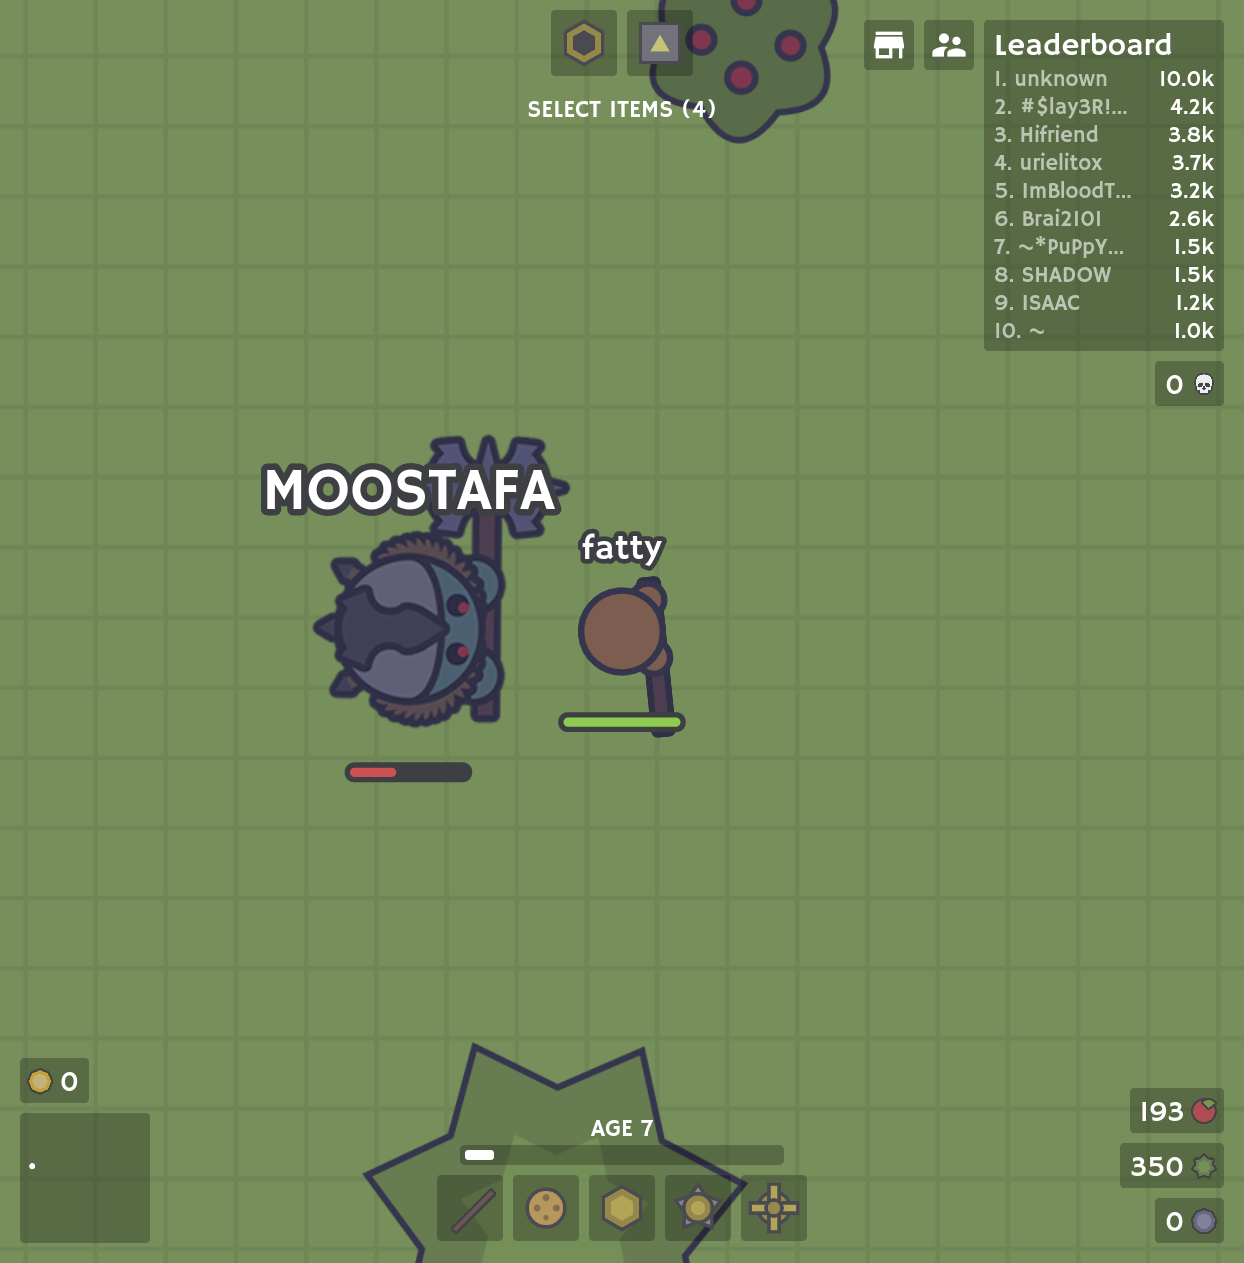 SELECT ITEMS (4)
Leaderboard
1. unknown 10.0k
2. #$lay3R!... 4.2k
3. Hifriend 3.8k
4. urielitox 3.7k
5. ImBloodT... 3.2k
6. Brai2101 2.6k
7. ~*PuPpY... 1.5k
8. SHADOW 1.5k
9. ISAAC 1.2k
10. ~ 1.0k
0
MOOSTAFA
fatty
0
AGE 7
193
350
0